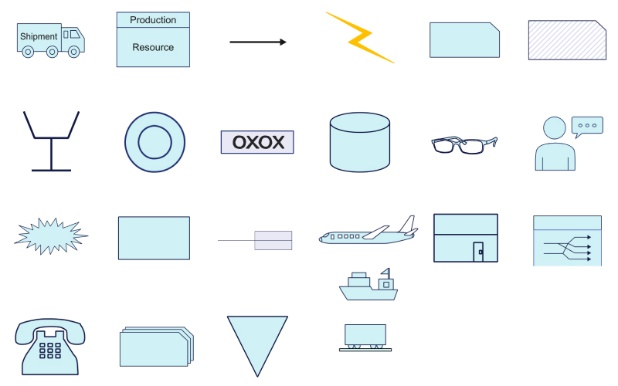 Shipment
Production
Resource
OXOX